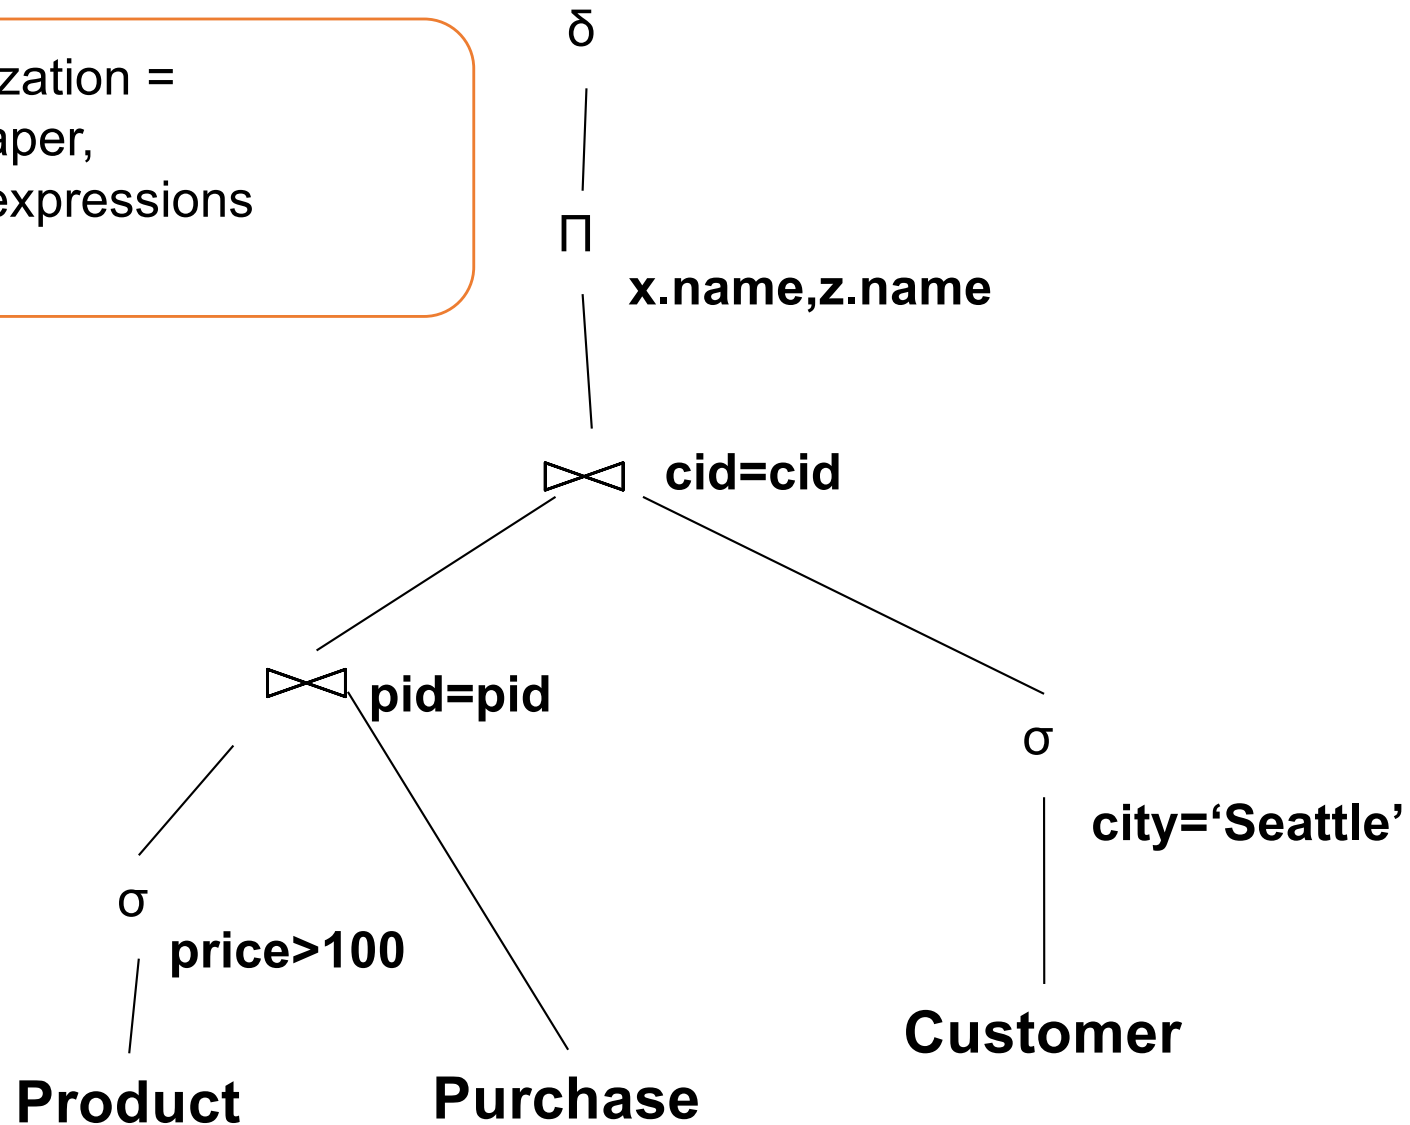 δ
zation =
aper,
expressions
Π
x.name,z.name
cid=cid
pid=pid
σ
city=‘Seattle’
σ
price>100
Customer
Product
Purchase